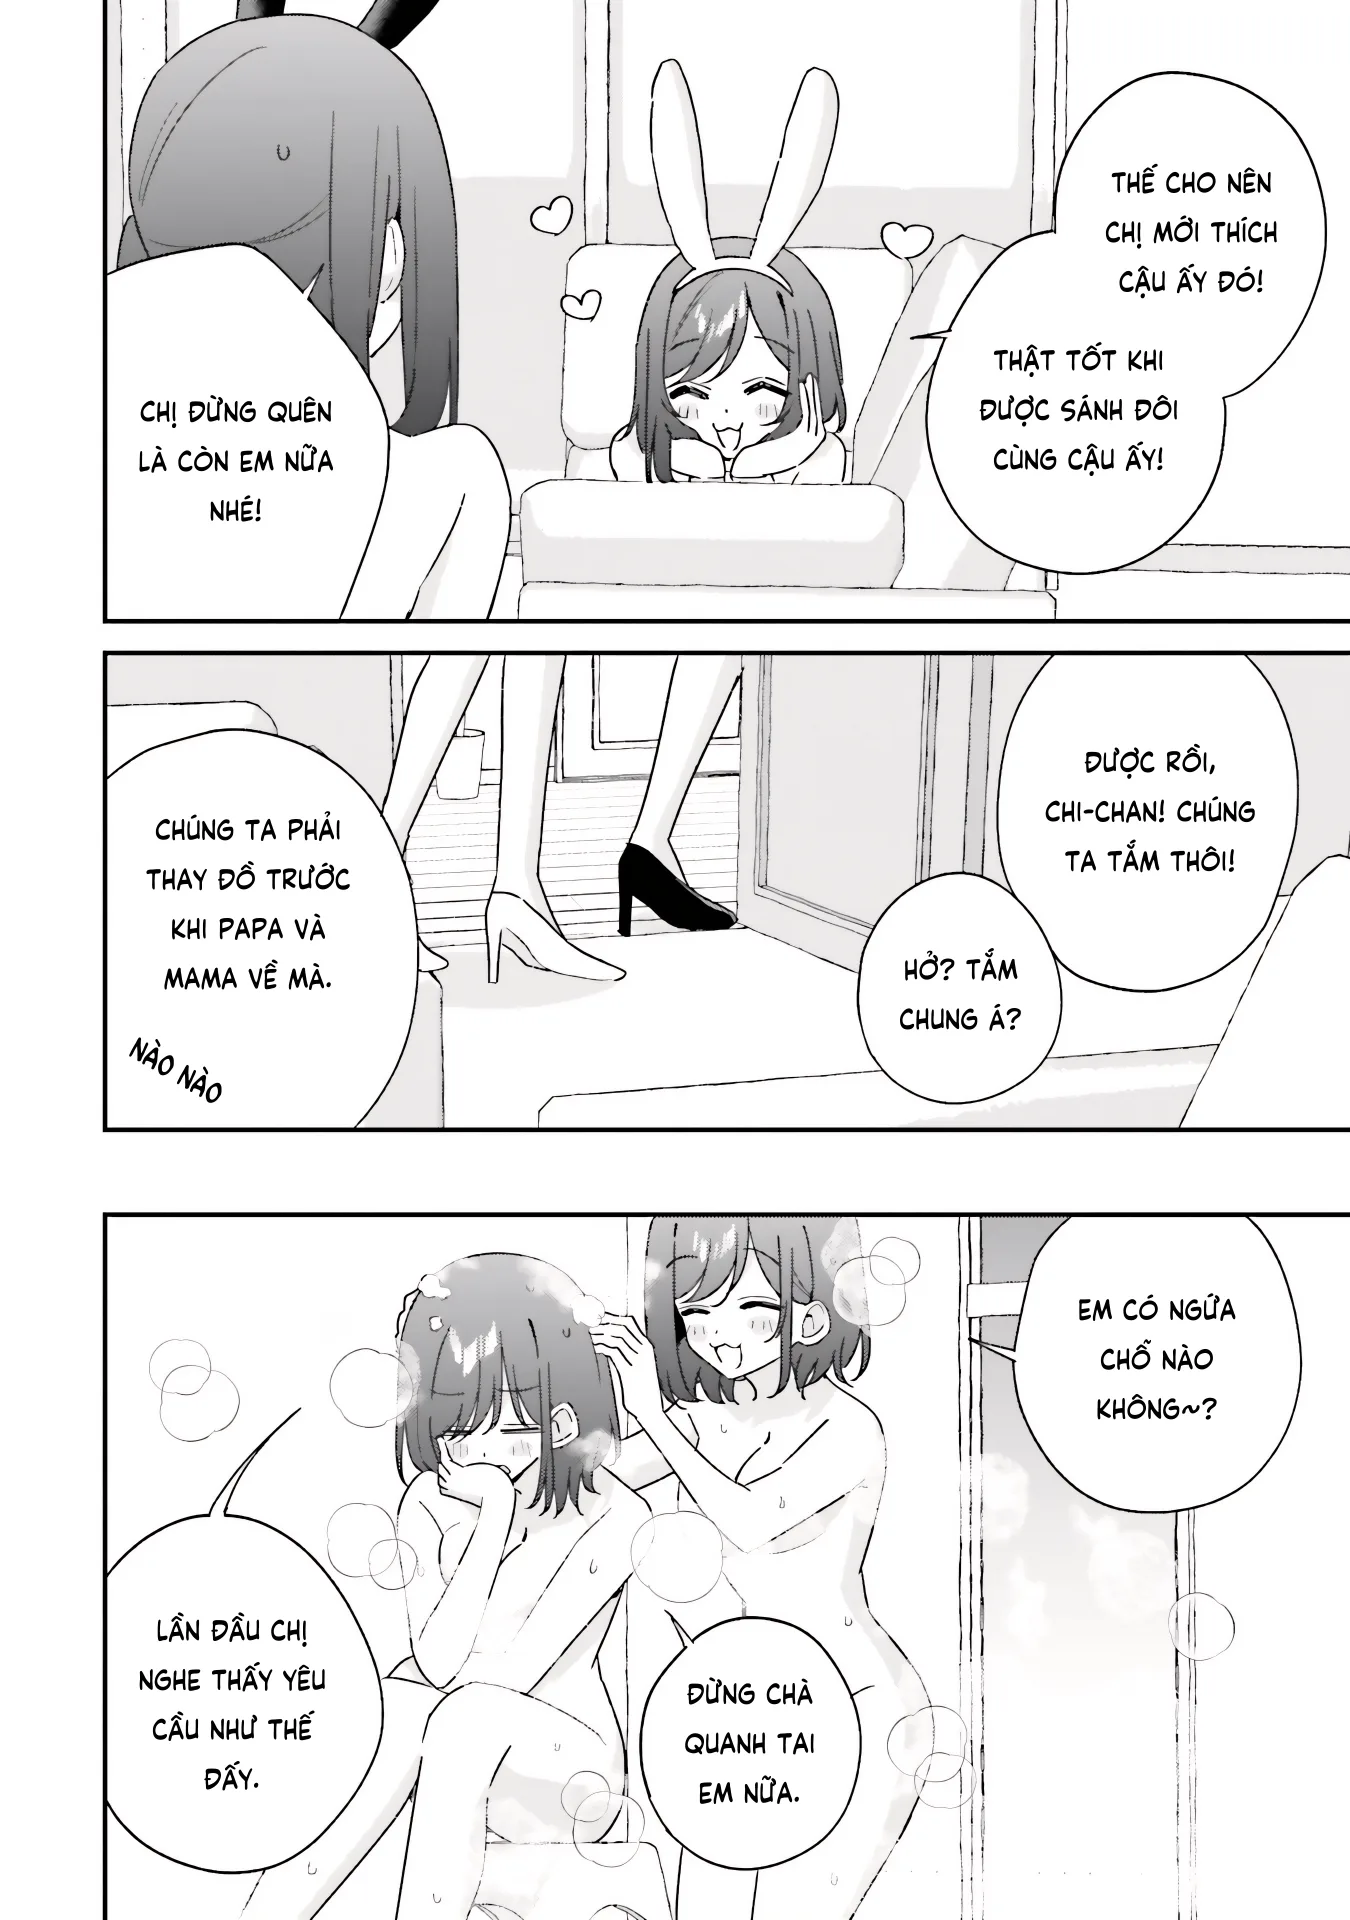 THẾ CHO NÊN
CHỊ MỚI THÍCH
CẬU ẤY ĐÓ!
THẬT TỐT KHI
ĐƯỢC SÁNH ĐÔI
CÙNG CẬU ẤY!
CHỊ ĐỪNG QUÊN
LÀ CÒN EM NỮA
NHÉ!
ĐƯỢC RỒI,
CHI-CHAN! CHÚNG
TA TẮM THÔI!
HỞ? TẮM
CHUNG Á?
CHÚNG TA PHẢI
THAY ĐỒ TRƯỚC
KHI PAPA VÀ
MAMA VỀ MÀ.
NÀO NÀO
EM CÓ NGỨA
CHỖ NÀO
KHÔNG~?
ĐỪNG CHÀ
QUANH TAI
EM NỮA.
LẦN ĐẦU CHỊ
NGHE THẤY YÊU
CẦU NHƯ THẾ
ĐẤY.